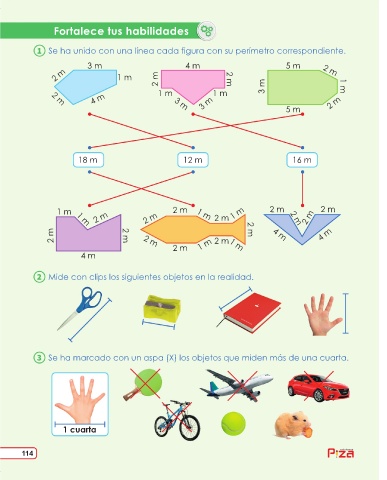 Fortalece tus habilidades
1 Se ha unido con una línea cada figura con su perímetro correspondiente.
3 m
2 m
1 m
2 m
4 m
4 m
2 m
2 m
1 m
1 m
3 m
3 m
5 m
2 m
3 m
1 m
2 m
5 m
18 m
12 m
16 m
1 m
1 m
2 m
2 m
2 m
4 m
2 m
2 m
1 m
2 m
1 m
2 m
2 m
2 m
1 m
2 m
1 m
2 m
2 m
2 m
2 m
4 m
4 m
2 Mide con clips los siguientes objetos en la realidad.
3 Se ha marcado con un aspa (X) los objetos que miden más de una cuarta.
1 cuarta
114
Piza